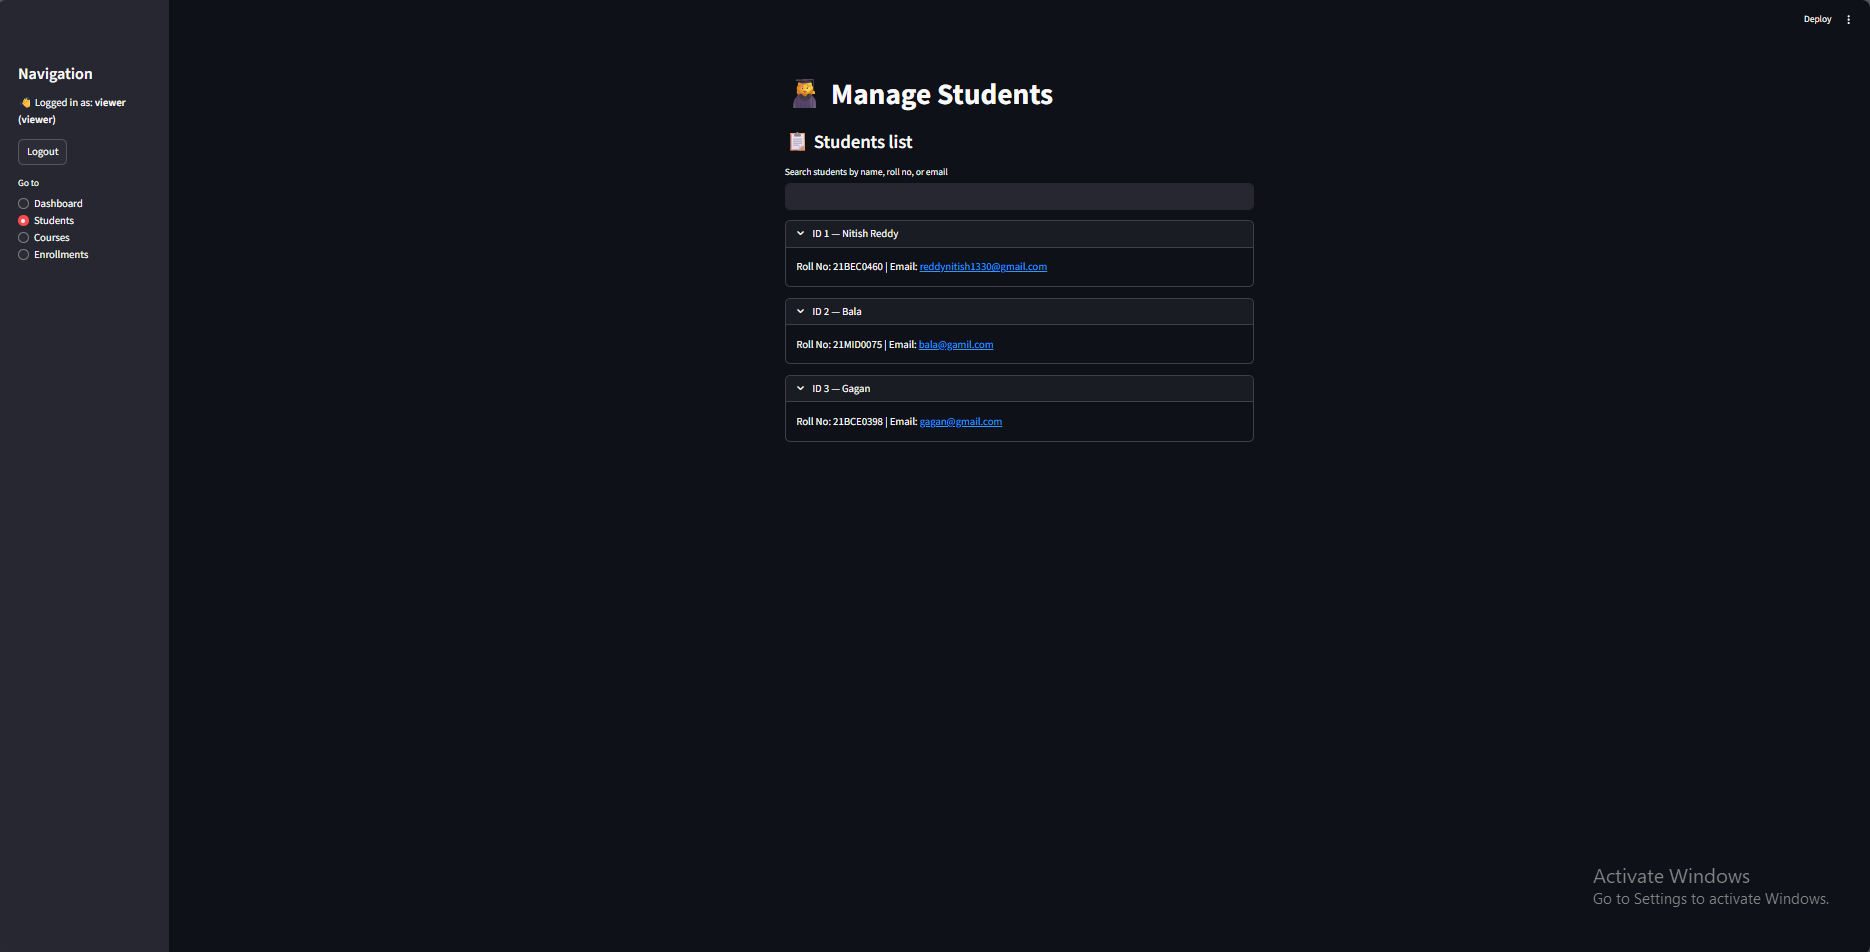 Deploy
Navigation
Logged in as: viewer
(viewer)
Logout
Go to
Dashboard
Students
Courses
Enrollments
Manage Students
Students list
Search students by name, roll no, or email
ID 1 — Nitish Reddy
Roll No: 21BEC0460 | Email: reddynitish1330@gmail.com
ID 2 — Bala
Roll No: 21MID0075 | Email: bala@gamil.com
ID 3 — Gagan
Roll No: 21BCE0398 | Email: gagan@gmail.com
Activate Windows
Go to Settings to activate Windows.